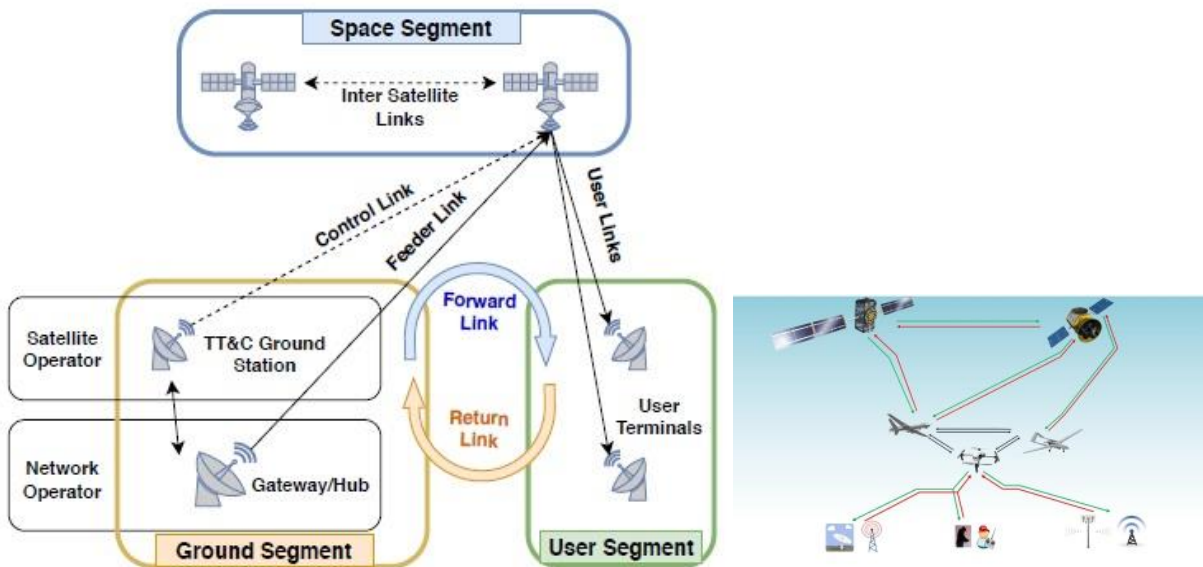 Space Segment
Inter Satellite
Links
Control Link
Feeder Link
User Links
Satellite
Operator
TT&C Ground
Station
Forward
Link
Return
Link
User
Terminals
Network
Operator
Gateway/Hub
Ground Segment
User Segment